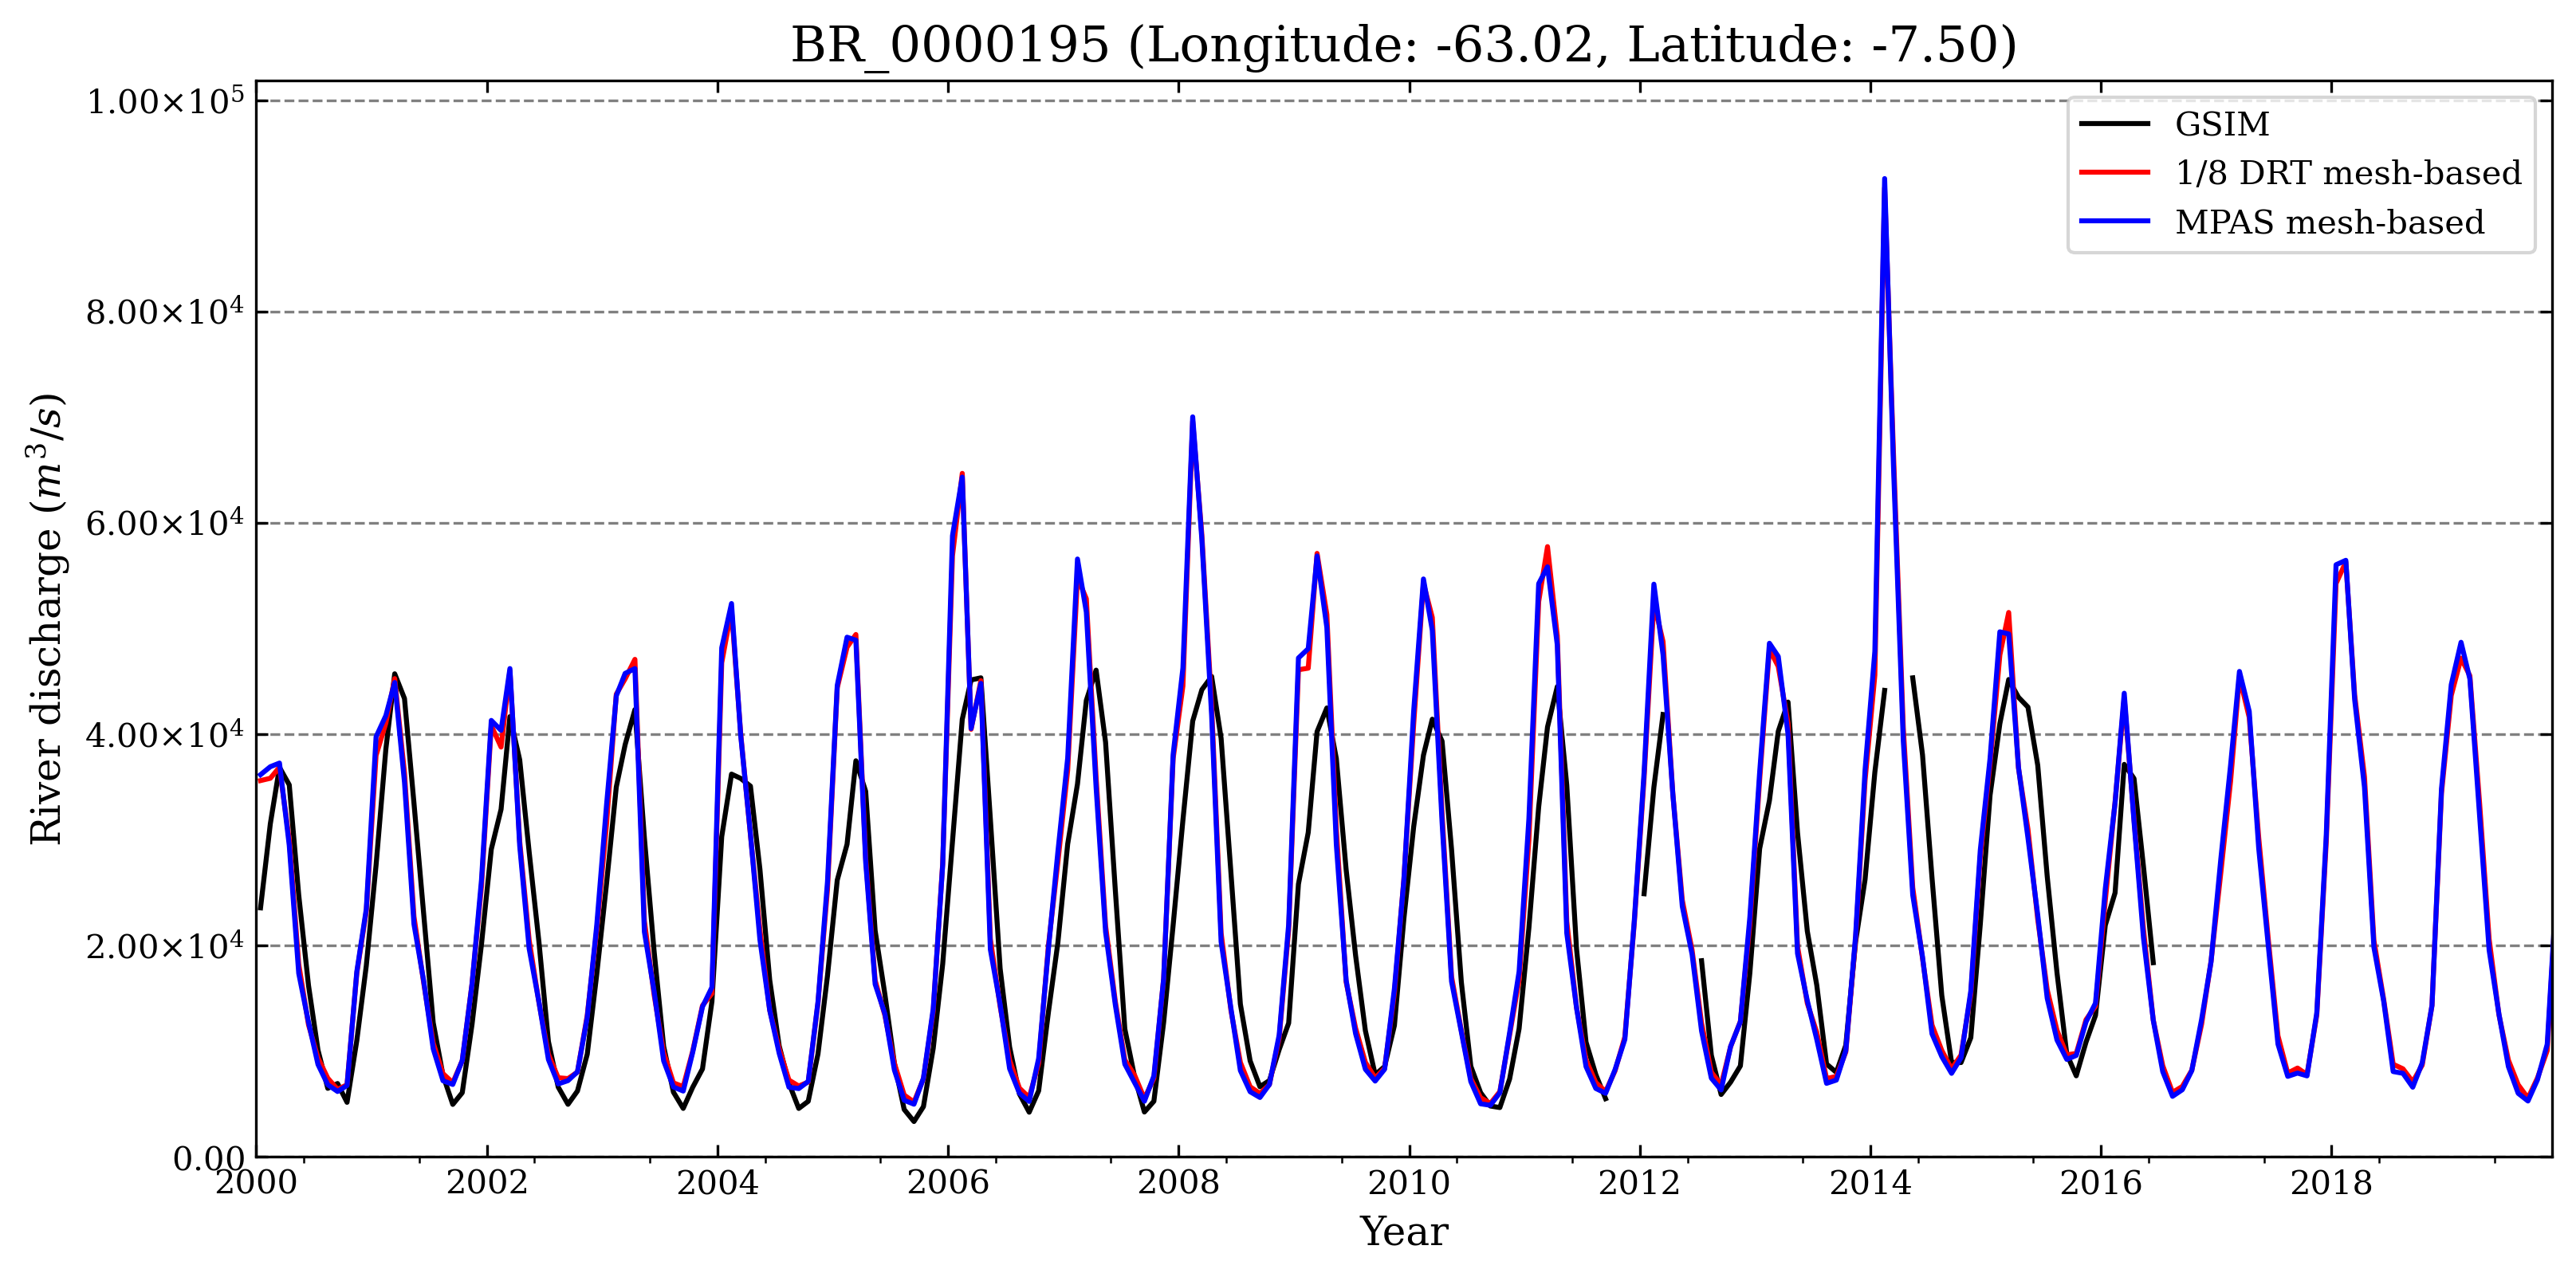 BR_0000195 (Longitude: -63.02, Latitude: -7.50)
1.00×10⁵
8.00×10⁴
6.00×10⁴
4.00×10⁴
2.00×10⁴
0.00
River discharge (m³/s)
GSIM
1/8 DRT mesh-based
MPAS mesh-based
2000 2002 2004 2006 2008 2010 2012 2014 2016 2018
Year